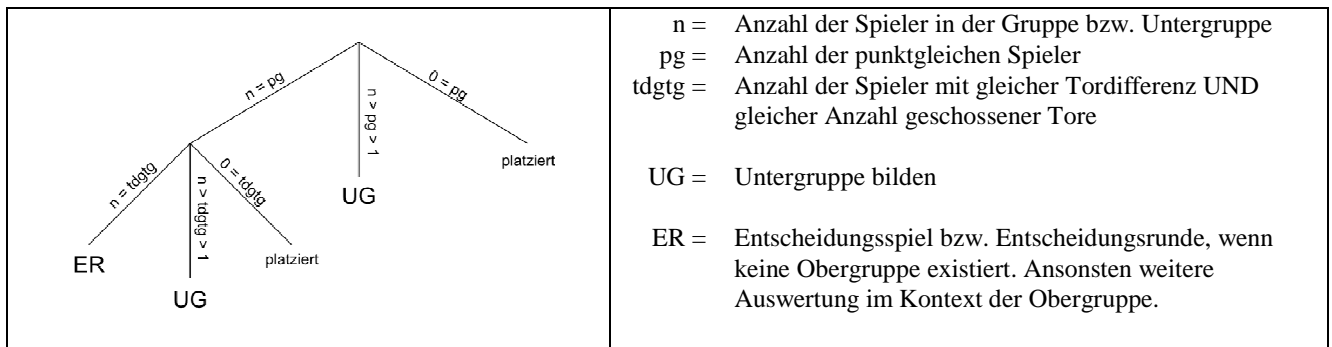 n = pg
0 = pg
n > pg > 1
platziert
UG
n = tdgtg
n > tdgtg > 1
0 = tdgtg
ER
platziert
UG
n = Anzahl der Spieler in der Gruppe bzw. Untergruppe
pg = Anzahl der punktgleichen Spieler
tdgtg = Anzahl der Spieler mit gleicher Tordifferenz UND
gleicher Anzahl geschossener Tore
UG = Untergruppe bilden
ER = Entscheidungsspiel bzw. Entscheidungsrunde, wenn
keine Obergruppe existiert. Ansonsten weitere
Auswertung im Kontext der Obergruppe.